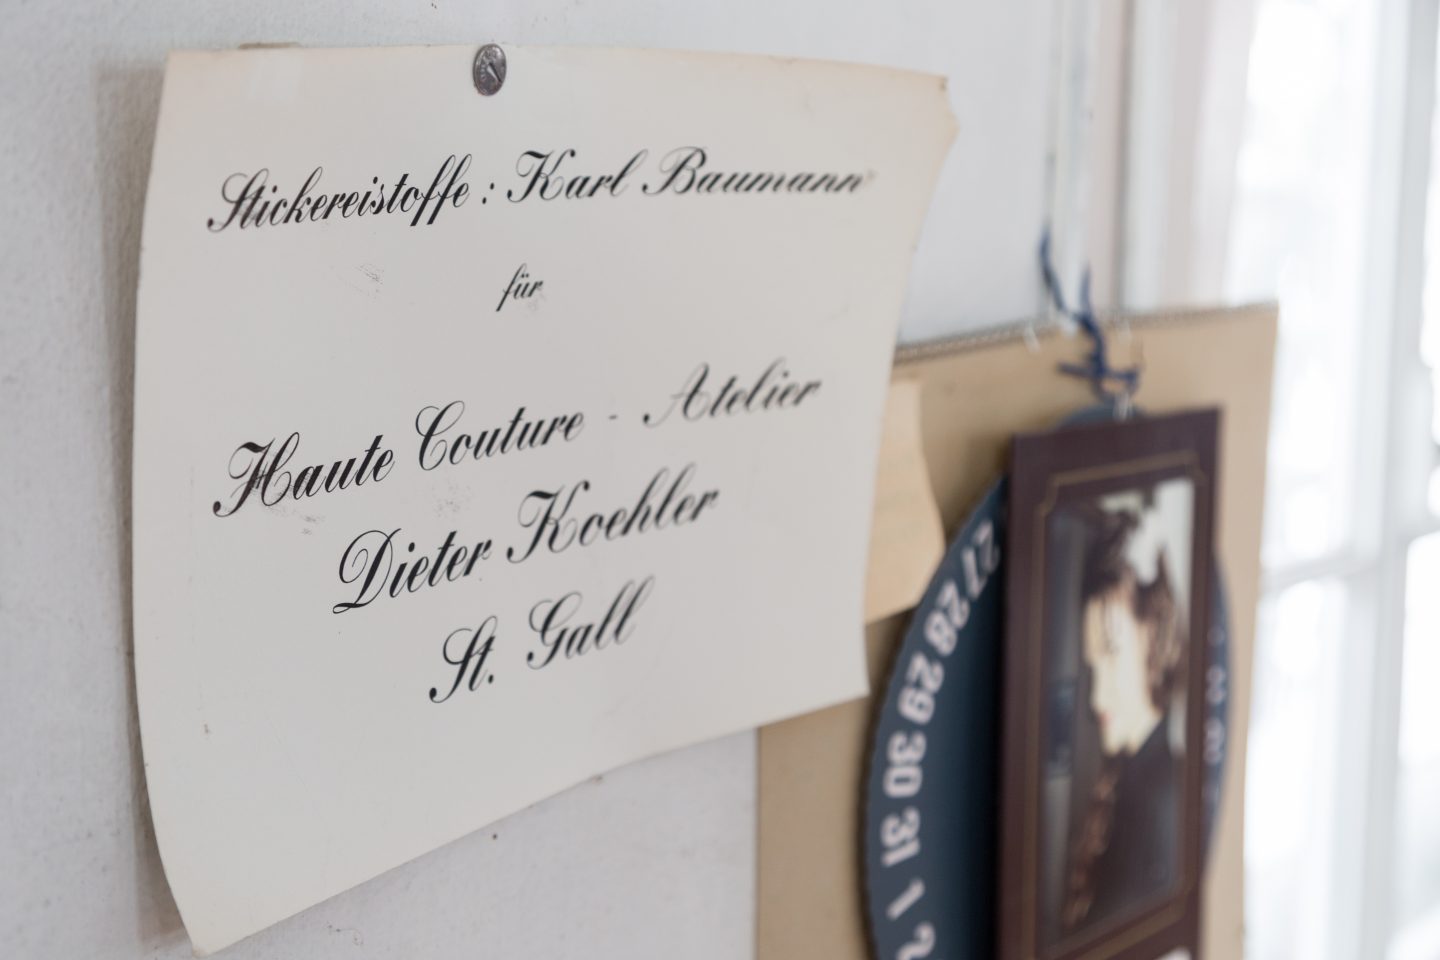 Stickereistoffe : Karl Baumann
für
Haute Couture - Atelier
Dieter Koehler
St. Gall
27 28 29 30 31 1 2